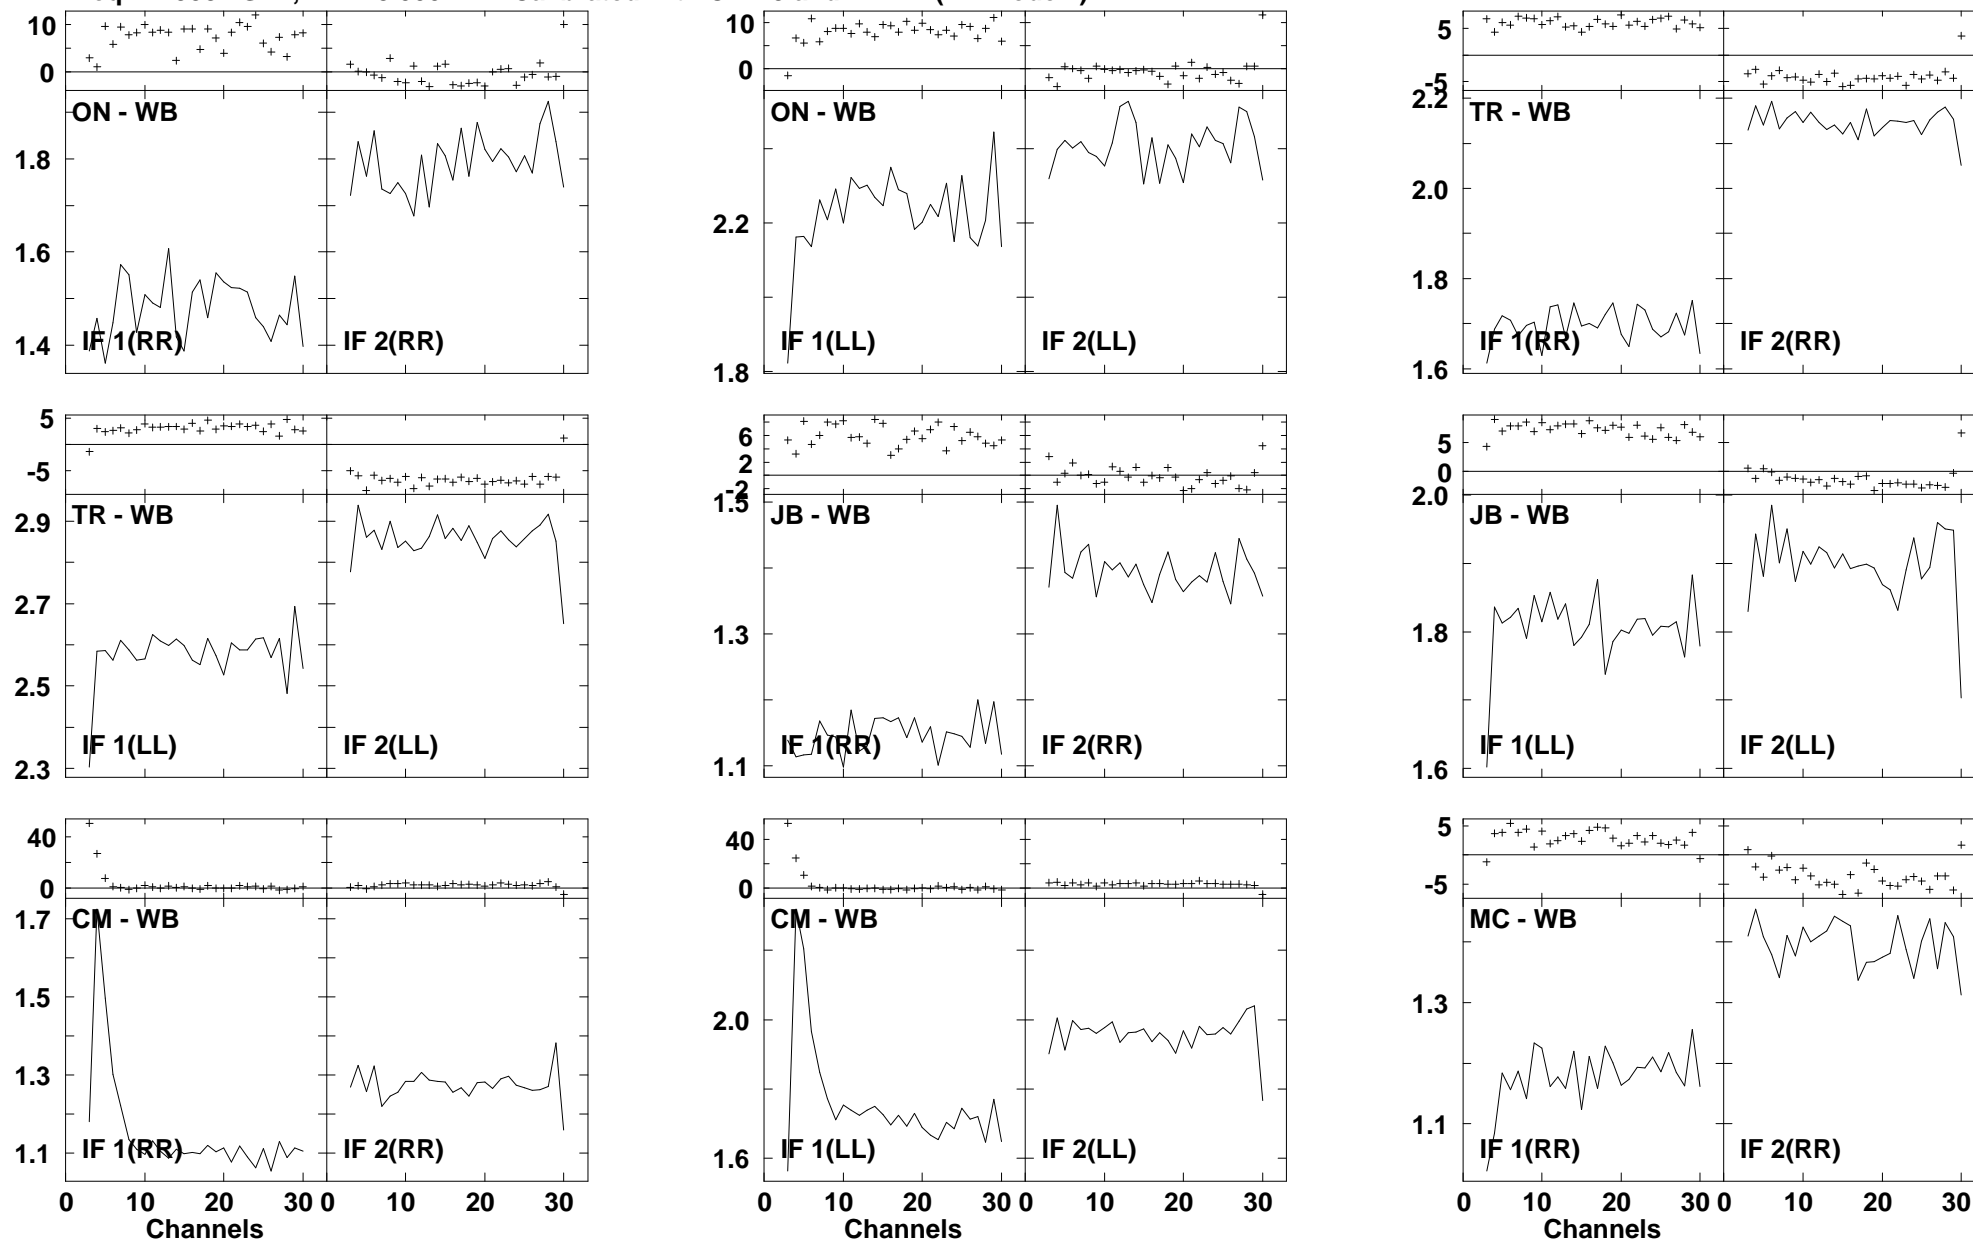 10
0
ON - WB
1.8
1.6
1.4
IF 1(RR)
IF 2(RR)
10
0
ON - WB
2.2
1.8
IF 1(LL)
IF 2(LL)
5
-5
2.2
TR - WB
2.0
1.8
1.6
IF 1(RR)
IF 2(RR)
5
-5
TR - WB
2.9
2.7
2.5
2.3
IF 1(LL)
IF 2(LL)
6
2
-2
1.5
JB - WB
1.3
1.1
IF 1(RR)
IF 2(RR)
5
0
2.0
JB - WB
1.8
1.6
IF 1(LL)
IF 2(LL)
40
0
CM - WB
1.7
1.5
1.3
1.1
IF 1(RR)
IF 2(RR)
0 10 20 30 0 10 20 30
Channels
40
0
CM - WB
2.0
1.6
IF 1(LL)
IF 2(LL)
0 10 20 30 0 10 20 30
Channels
5
-5
MC - WB
1.3
1.1
IF 1(RR)
IF 2(RR)
0 10 20 30 0 10 20 30
Channels